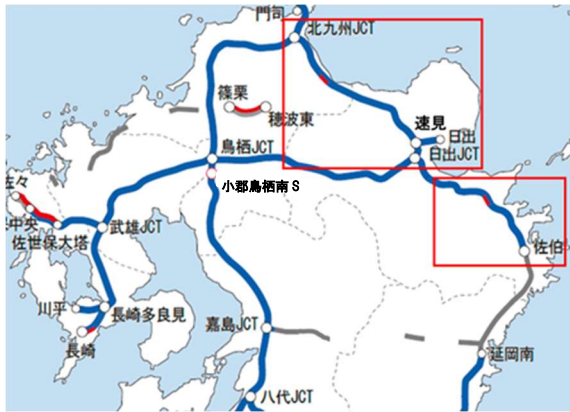 門司
北九州JCT
篠栗
穂波東
速見
日出
日出JCT
鳥栖JCT
小郡鳥栖南S
佐々
中央
佐世保大塔
武雄JCT
佐伯
川平
長崎多良見
長崎
嘉島JCT
延岡南
八代JCT